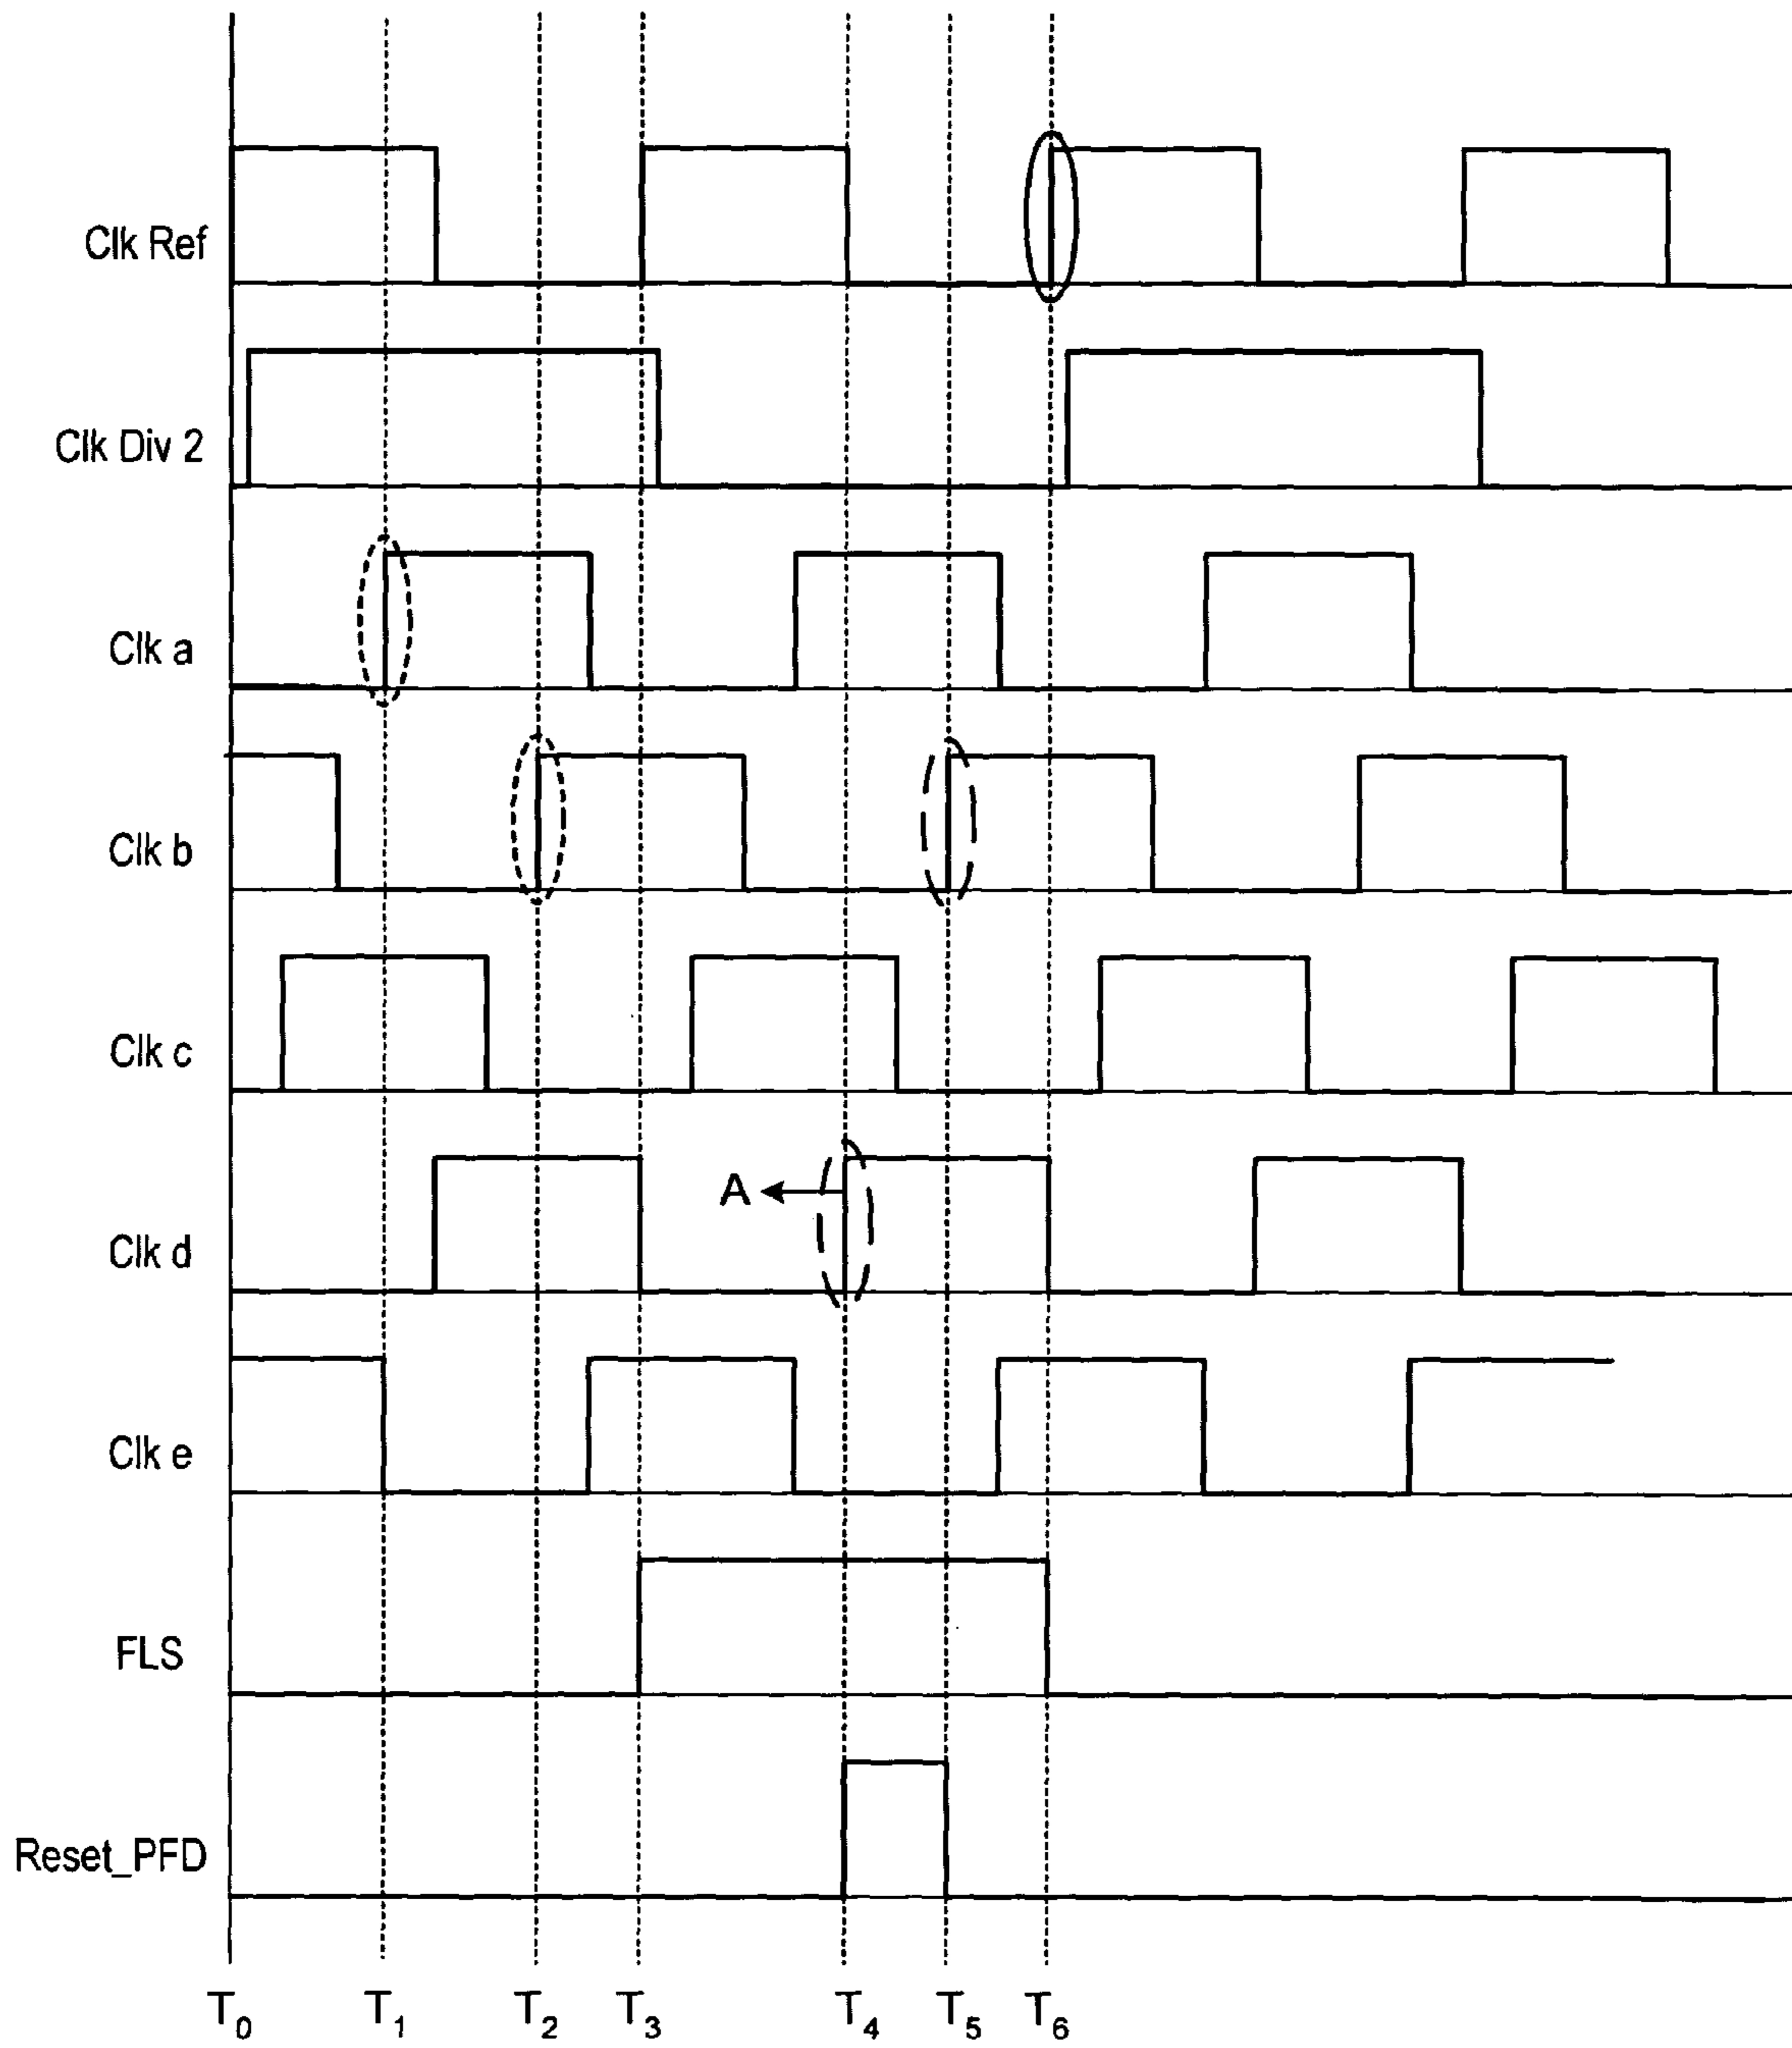 Clk Ref
Clk Div 2
Clk a
Clk b
Clk c
A
Clk d
Clk e
FLS
Reset_PFD
T0 T1 T2 T3 T4 T5 T6